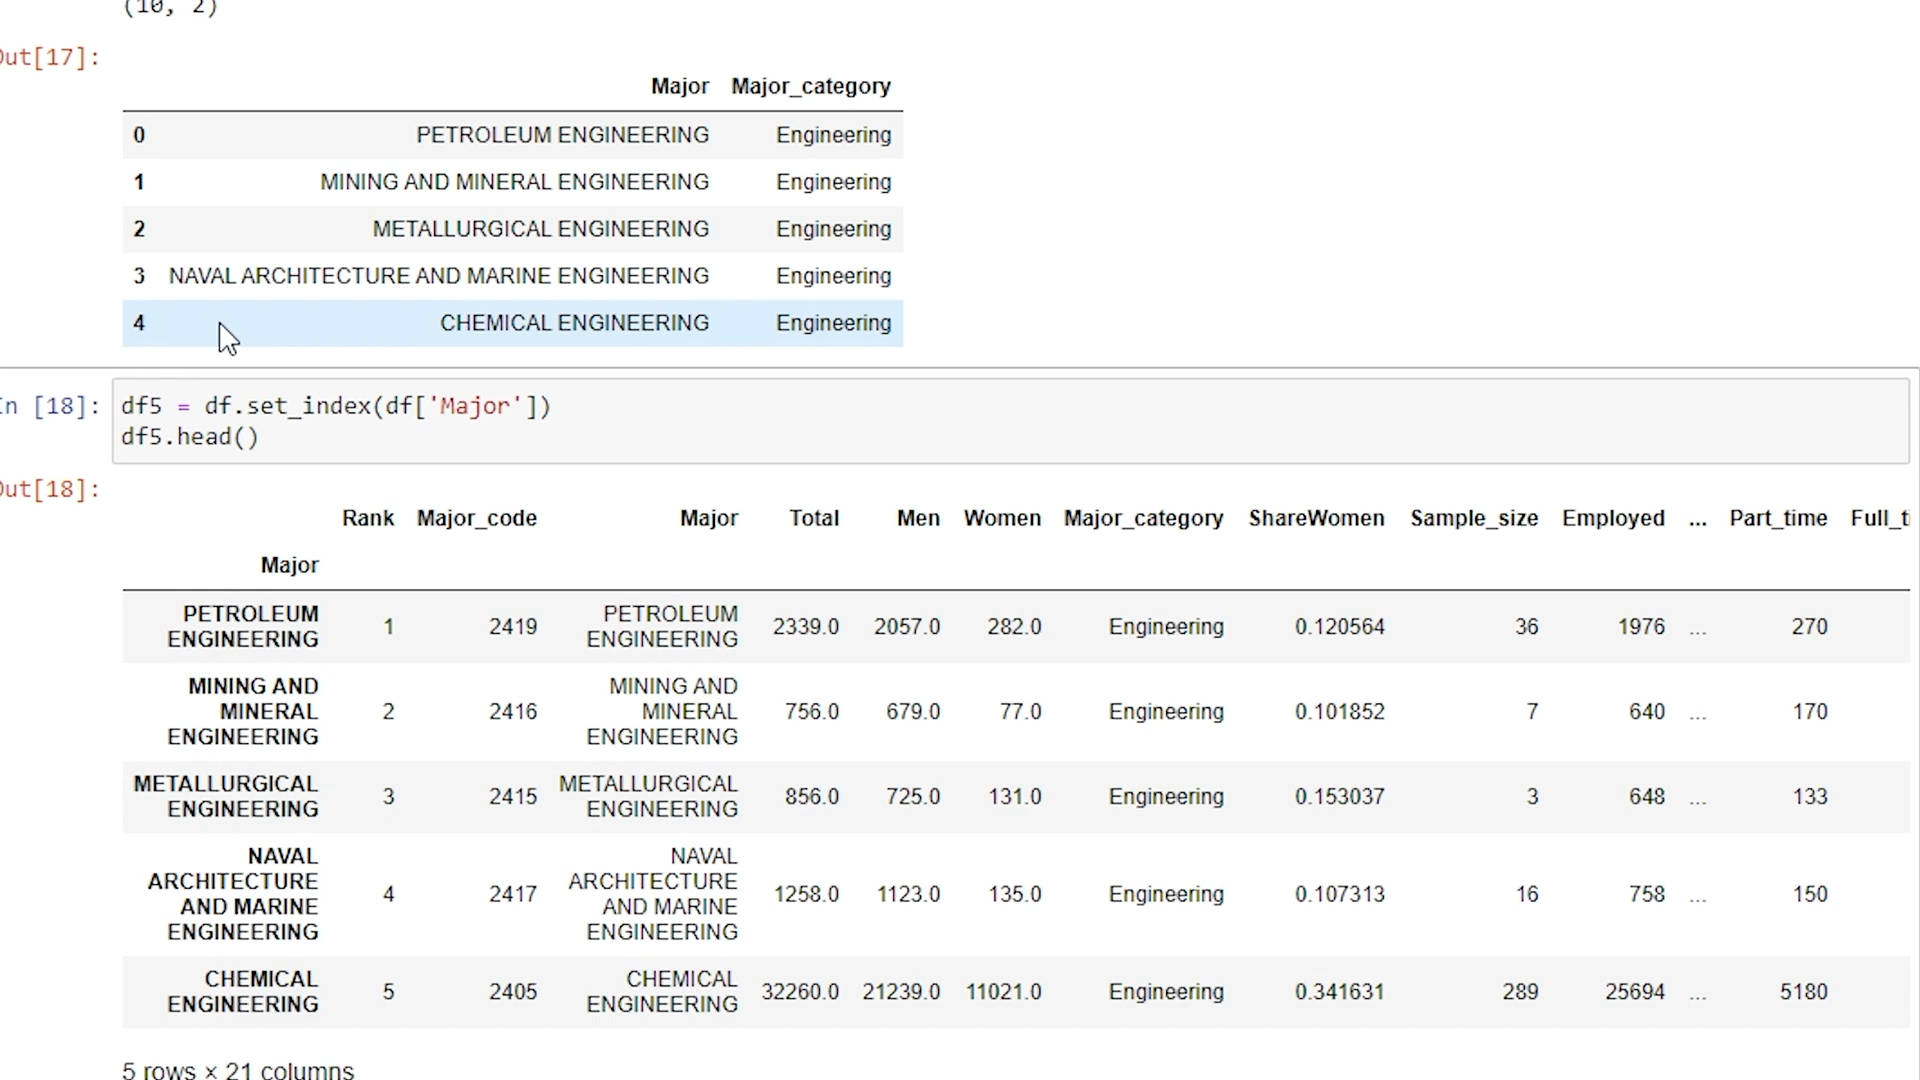 (10, 2)
Out[17]:
Major Major_category
0 PETROLEUM ENGINEERING Engineering
1 MINING AND MINERAL ENGINEERING Engineering
2 METALLURGICAL ENGINEERING Engineering
3 NAVAL ARCHITECTURE AND MARINE ENGINEERING Engineering
4 CHEMICAL ENGINEERING Engineering
In [18]: df5 = df.set_index(df['Major'])
df5.head()
Out[18]:
Rank Major_code Major Total Men Women Major_category ShareWomen Sample_size Employed ... Part_time Full_ti
Major
PETROLEUM ENGINEERING 1 2419 PETROLEUM ENGINEERING 2339.0 2057.0 282.0 Engineering 0.120564 36 1976 ... 270
MINING AND MINERAL ENGINEERING 2 2416 MINING AND MINERAL ENGINEERING 756.0 679.0 77.0 Engineering 0.101852 7 640 ... 170
METALLURGICAL ENGINEERING 3 2415 METALLURGICAL ENGINEERING 856.0 725.0 131.0 Engineering 0.153037 3 648 ... 133
NAVAL ARCHITECTURE AND MARINE ENGINEERING 4 2417 NAVAL ARCHITECTURE AND MARINE ENGINEERING 1258.0 1123.0 135.0 Engineering 0.107313 16 758 ... 150
CHEMICAL ENGINEERING 5 2405 CHEMICAL ENGINEERING 32260.0 21239.0 11021.0 Engineering 0.341631 289 25694 ... 5180
5 rows × 21 columns